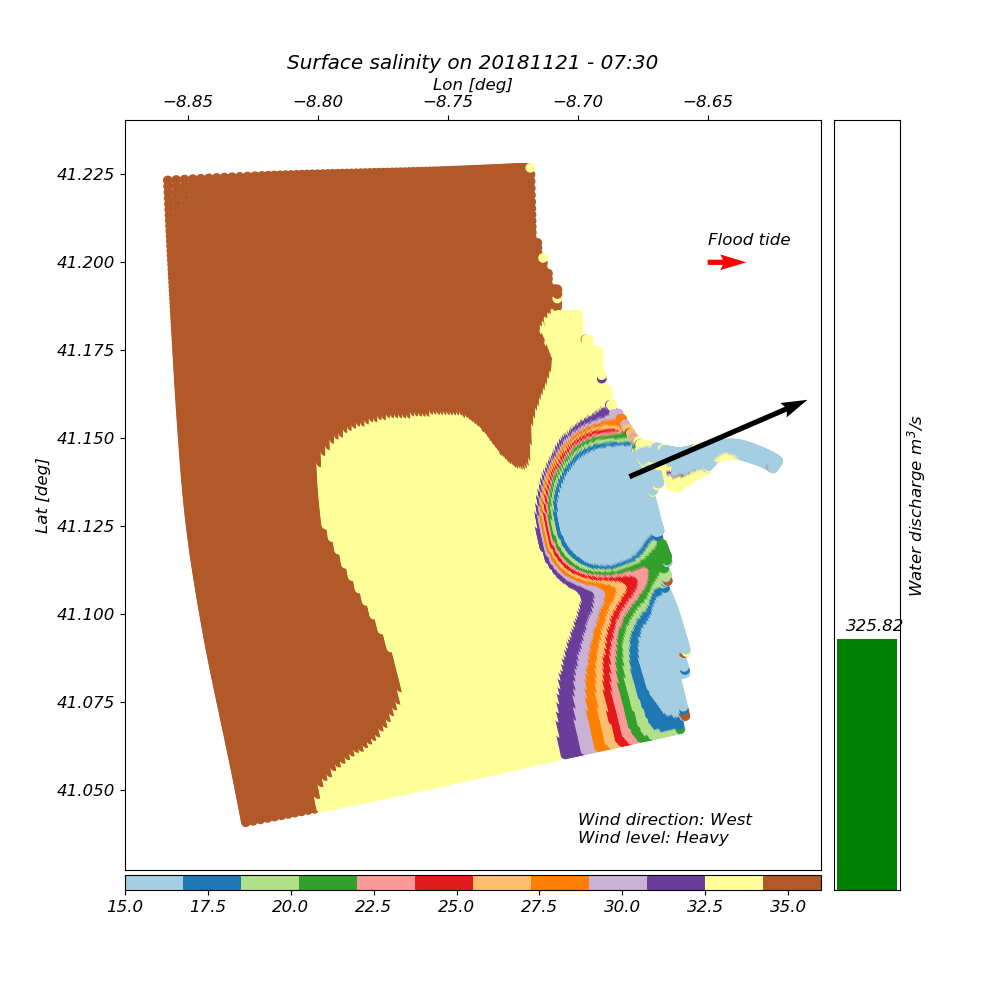 Surface salinity on 20181121 - 07:30
Lon [deg]
−8.85 −8.80 −8.75 −8.70 −8.65
41.225
41.200
41.175
41.150
41.125
41.100
41.075
41.050
Lat [deg]
Flood tide
Wind direction: West
Wind level: Heavy
325.82
Water discharge m³/s
15.0 17.5 20.0 22.5 25.0 27.5 30.0 32.5 35.0